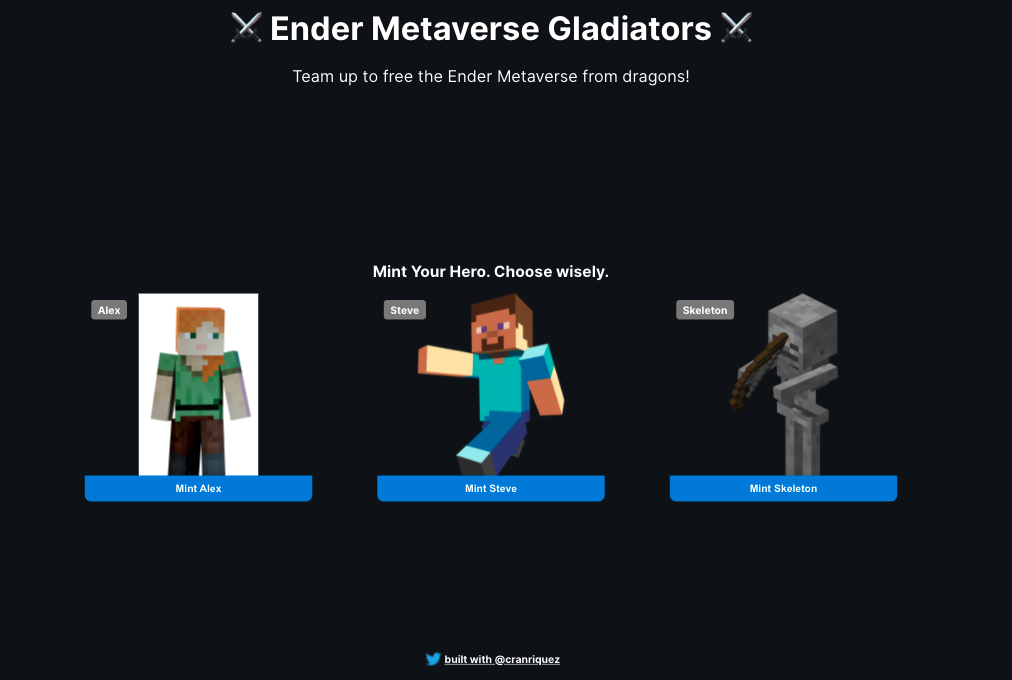 ⚔️ Ender Metaverse Gladiators ⚔️
Team up to free the Ender Metaverse from dragons!
Mint Your Hero. Choose wisely.
Alex
Steve
Skeleton
Mint Alex
Mint Steve
Mint Skeleton
built with @cranriquez